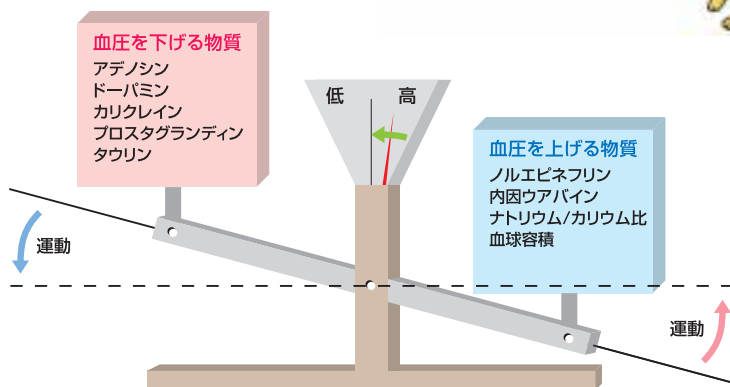 血圧を下げる物質
アデノシン
ドーパミン
カリクレイン
プロスタグランディン
タウリン
低
高
血圧を上げる物質
ノルエピネフリン
内因ウアバイン
ナトリウム/カリウム比
血球容積
運動
運動